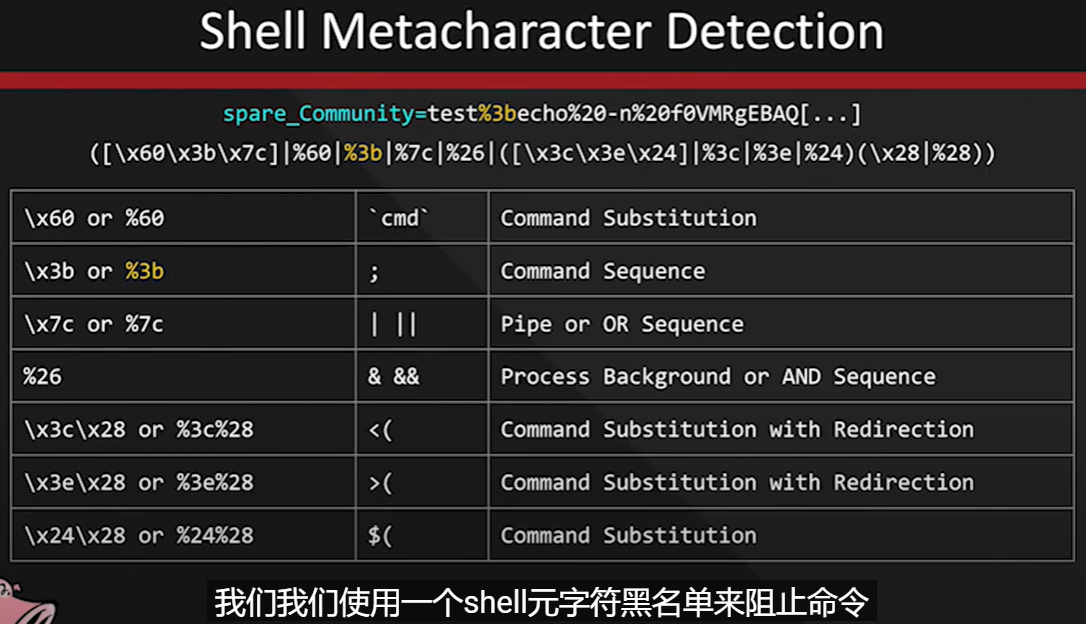 Shell Metacharacter Detection
spare_Community=test%3becho%20-n%20f0VMRgEBAQ[...]
([\x60\x3b\x7c]|%60|%3b|%7c|%26|([\x3c\x3e\x24]|%3c|%3e|%24)(\x28|%28))
\x60 or %60 `cmd` Command Substitution
\x3b or %3b ; Command Sequence
\x7c or %7c | || Pipe or OR Sequence
%26 & && Process Background or AND Sequence
\x3c\x28 or %3c%28 <( Command Substitution with Redirection
\x3e\x28 or %3e%28 >( Command Substitution with Redirection
\x24\x28 or %24%28 $( Command Substitution
我们我们使用一个shell元字符黑名单来阻止命令